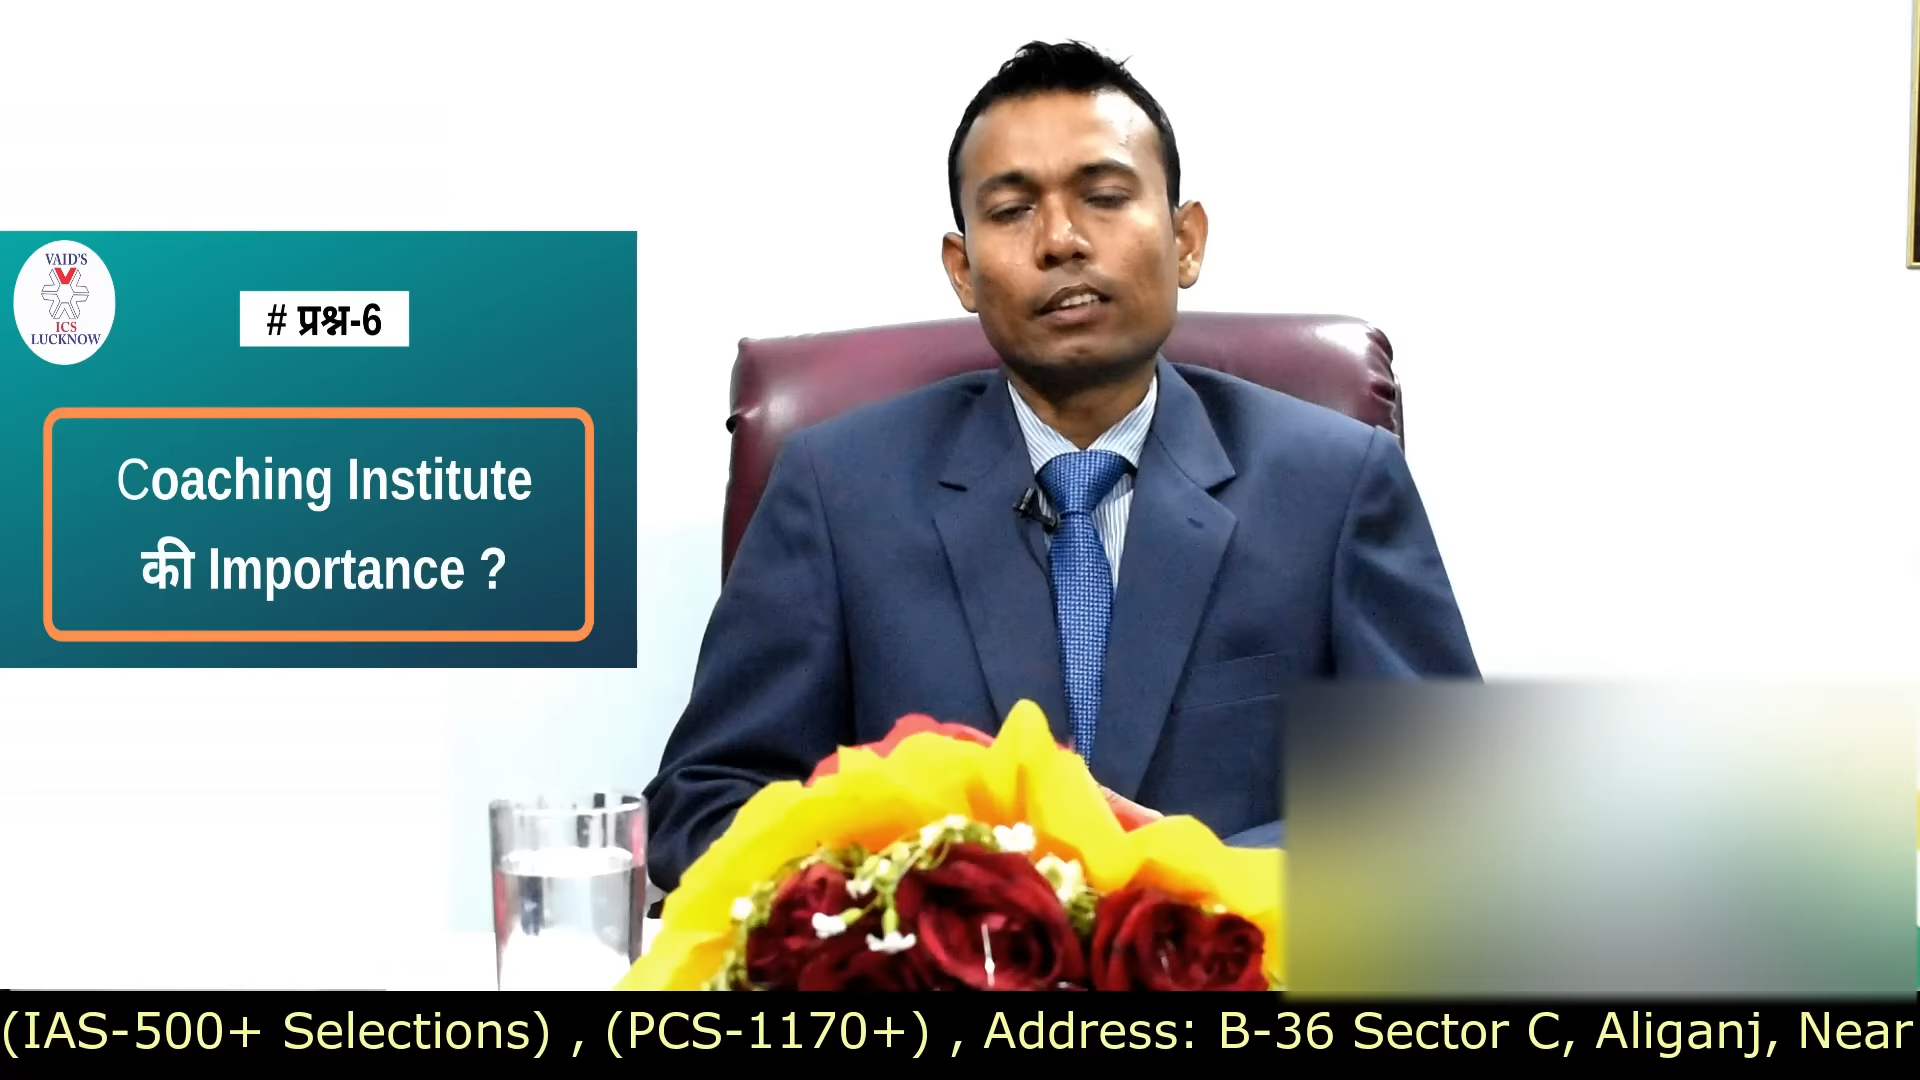 VAID'S
ICS
LUCKNOW
# प्रश्न-6
Coaching Institute
की Importance ?
(IAS-500+ Selections) , (PCS-1170+) , Address: B-36 Sector C, Aliganj, Near